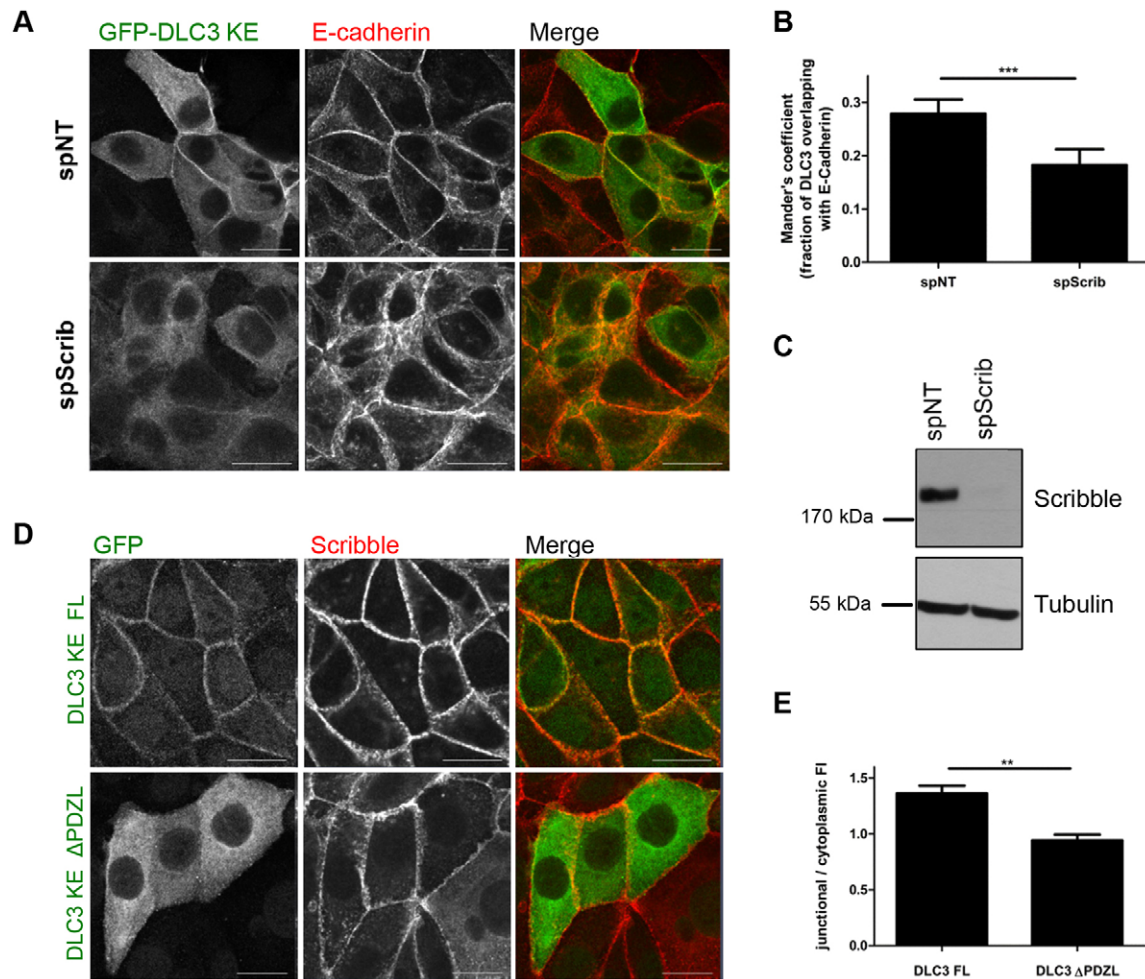 A
GFP-DLC3 KE
E-cadherin
Merge
spNT
spScrib
B
***
Mander's coefficient
(fraction of DLC3 overlapping
with E-Cadherin)
0.3
0.2
0.1
0.0
spNT
spScrib
C
spNT
spScrib
170 kDa
Scribble
55 kDa
Tubulin
D
GFP
Scribble
Merge
DLC3 KE FL
DLC3 KE ΔPDZL
E
**
junctional / cytoplasmic FI
1.5
1.0
0.5
0.0
DLC3 FL
DLC3 ΔPDZL